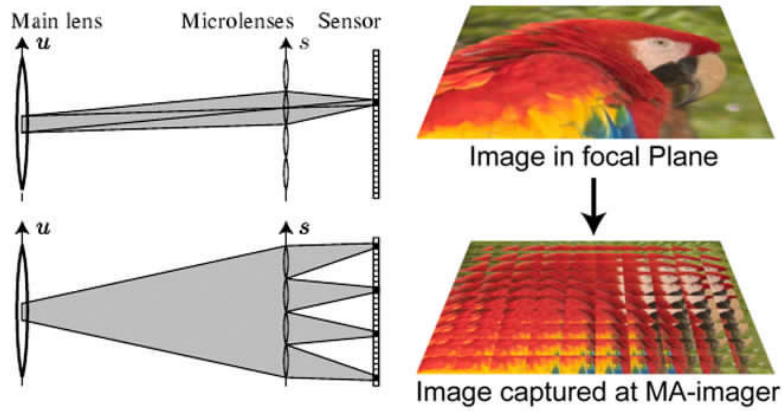 Main lens
Microlenses
Sensor
u
s
Image in focal Plane
u
s
Image captured at MA-imager